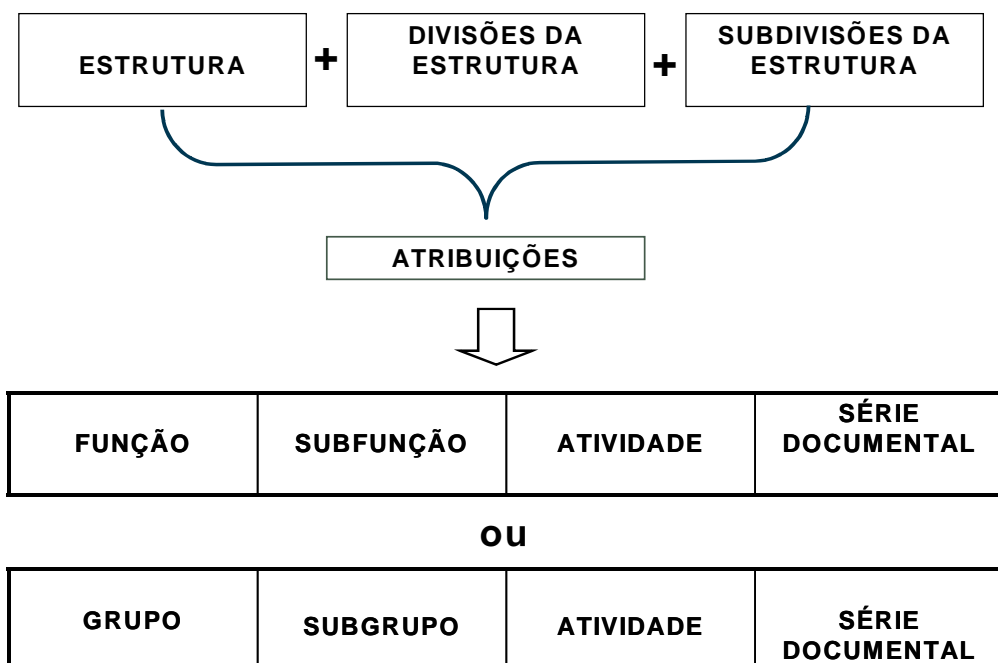 ESTRUTURA
+
DIVISÕES DA
ESTRUTURA
+
SUBDIVISÕES DA
ESTRUTURA
ATRIBUIÇÕES
FUNÇÃO
SUBFUNÇÃO
ATIVIDADE
SÉRIE
DOCUMENTAL
ou
GRUPO
SUBGRUPO
ATIVIDADE
SÉRIE
DOCUMENTAL